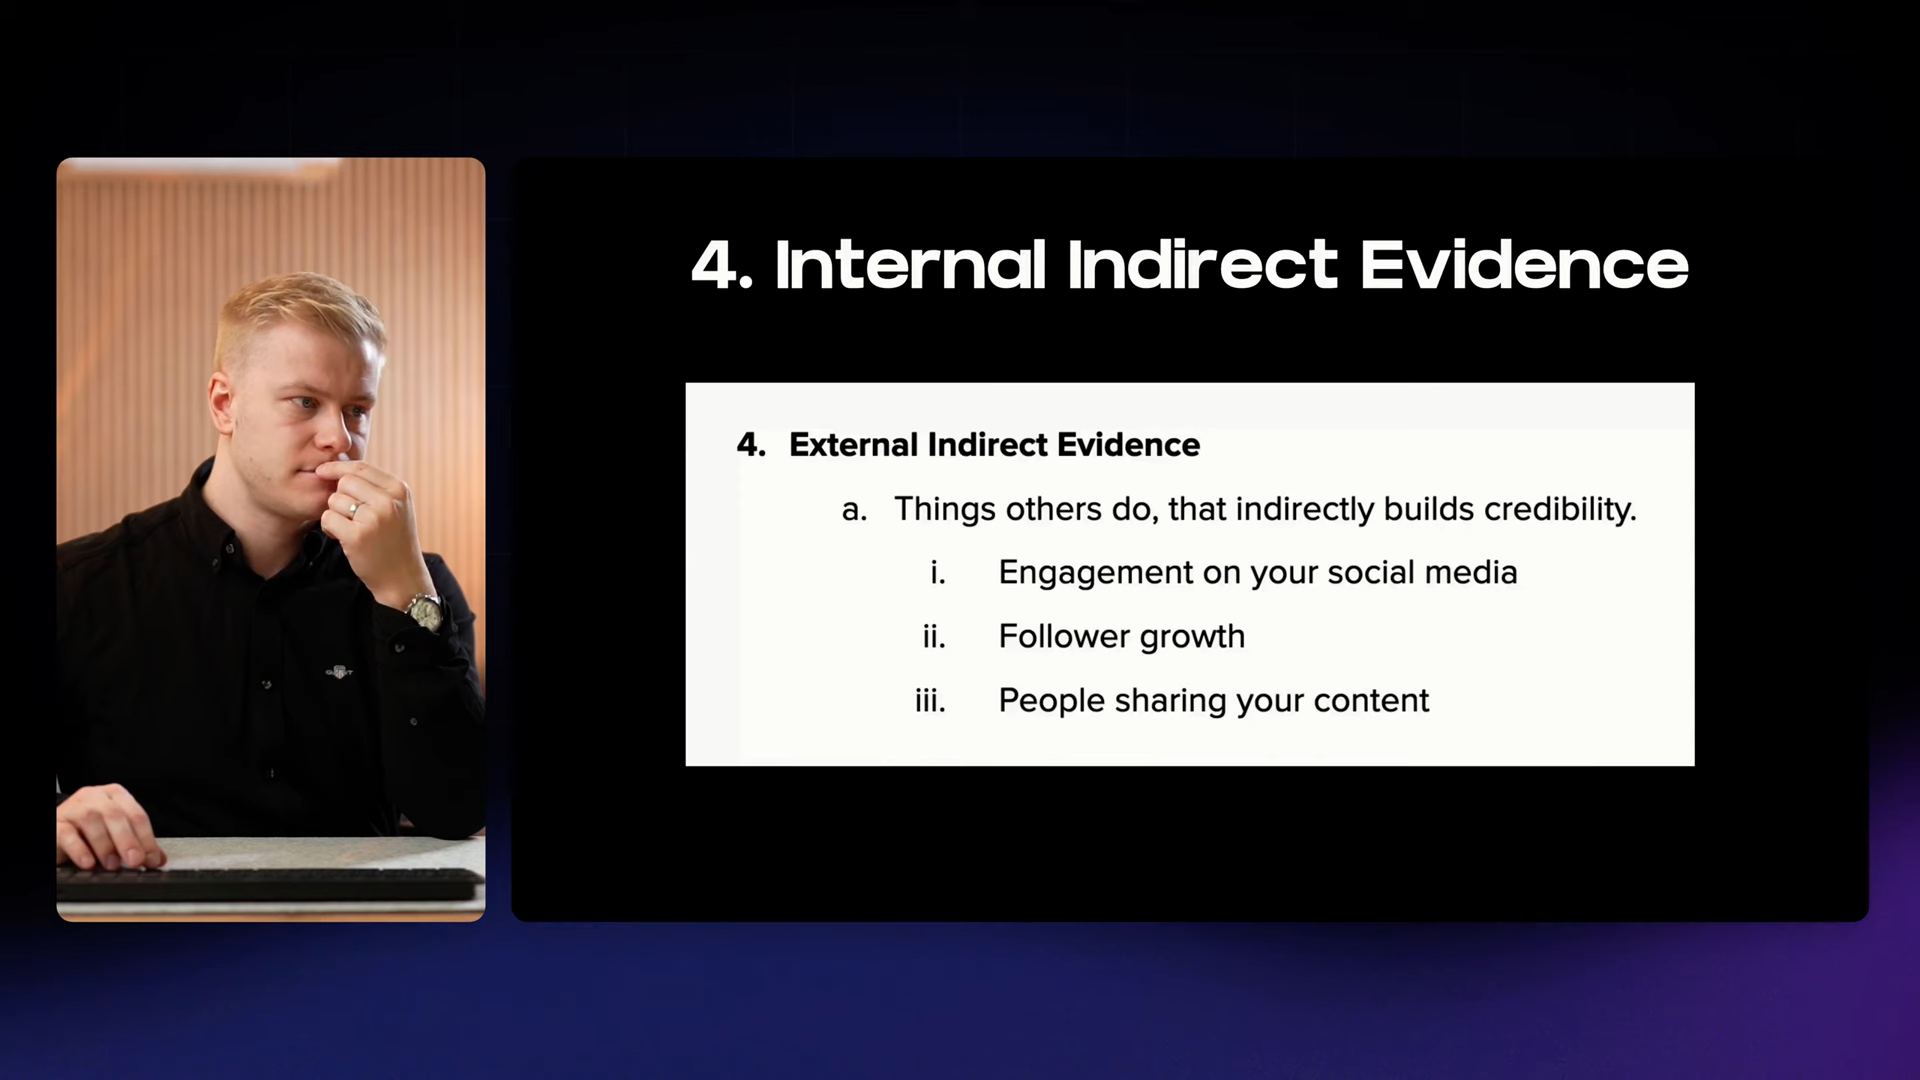 4. Internal Indirect Evidence
4. External Indirect Evidence
a. Things others do, that indirectly builds credibility.
i. Engagement on your social media
ii. Follower growth
iii. People sharing your content